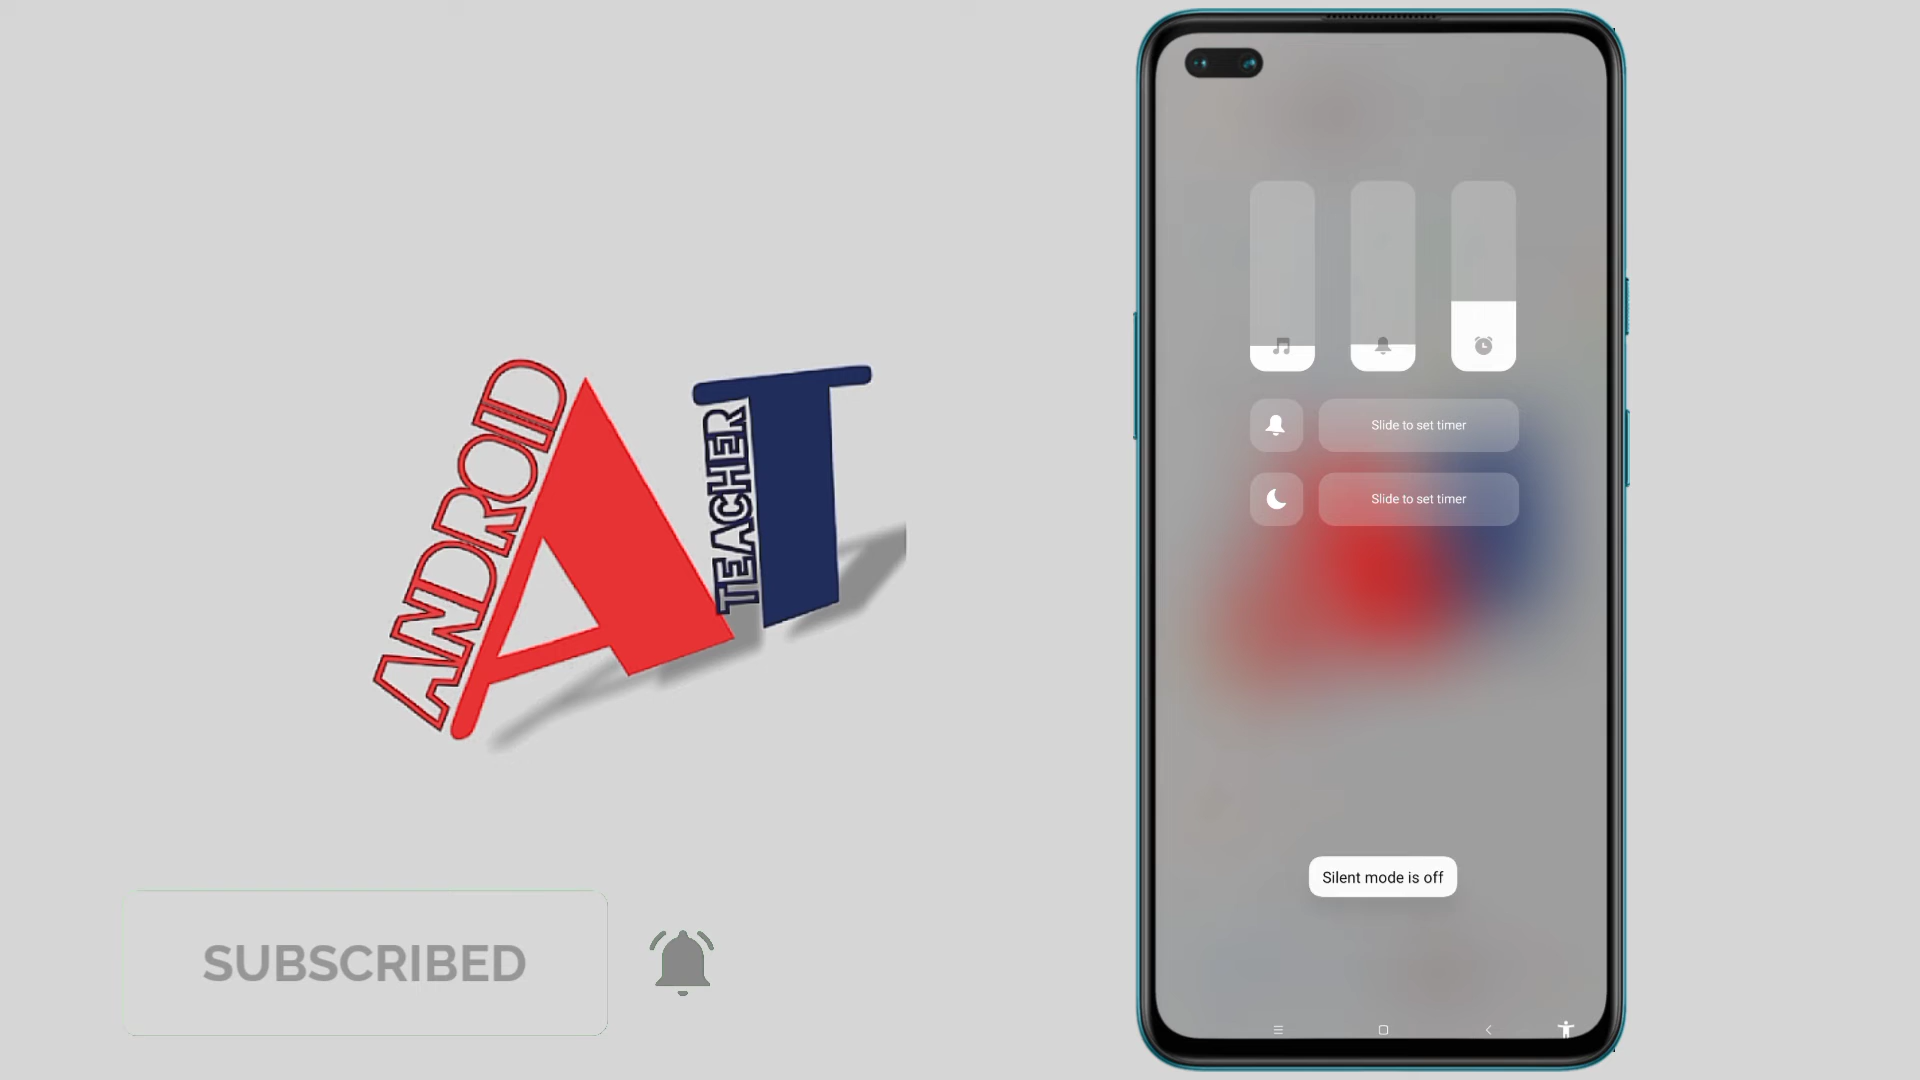 ANDROID
TEACHER
SUBSCRIBED
Slide to set timer
Slide to set timer
Silent mode is off